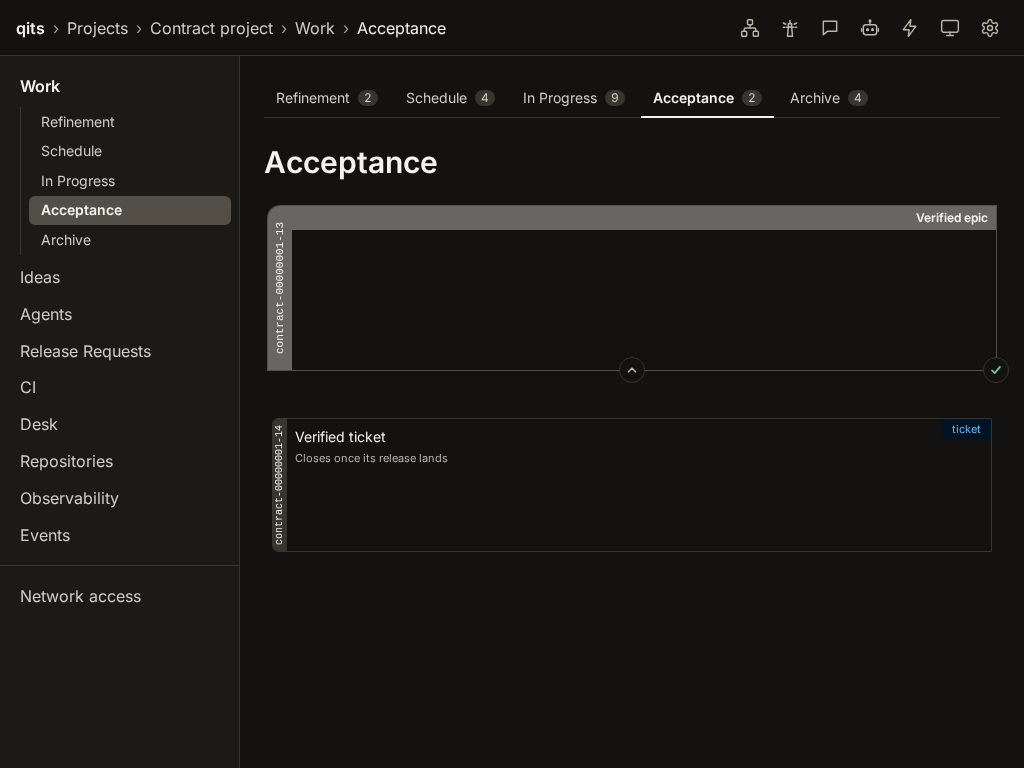 qits › Projects › Contract project › Work › Acceptance
Work
Refinement
Schedule
In Progress
Acceptance
Archive
Ideas
Agents
Release Requests
CI
Desk
Repositories
Observability
Events
Network access
Refinement 2 Schedule 4 In Progress 9 Acceptance 2 Archive 4
Acceptance
Verified epic
contract-00000001-13
contract-00000001-14
Verified ticket
ticket
Closes once its release lands